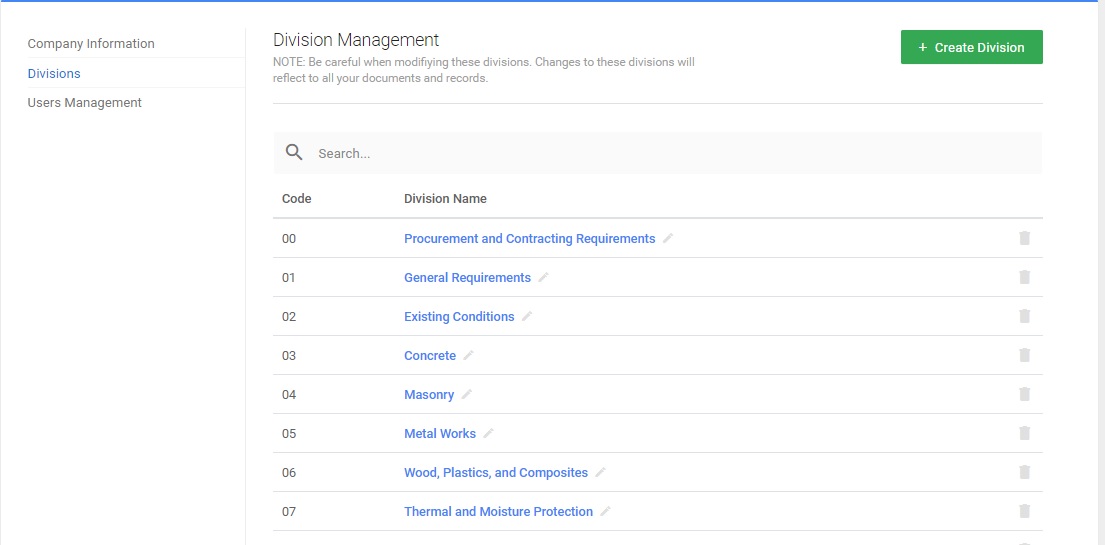 Company Information
Divisions
Users Management
Division Management
NOTE: Be careful when modifiying these divisions. Changes to these divisions will
reflect to all your documents and records.
+ Create Division
Search...
Code Division Name
00 Procurement and Contracting Requirements
01 General Requirements
02 Existing Conditions
03 Concrete
04 Masonry
05 Metal Works
06 Wood, Plastics, and Composites
07 Thermal and Moisture Protection